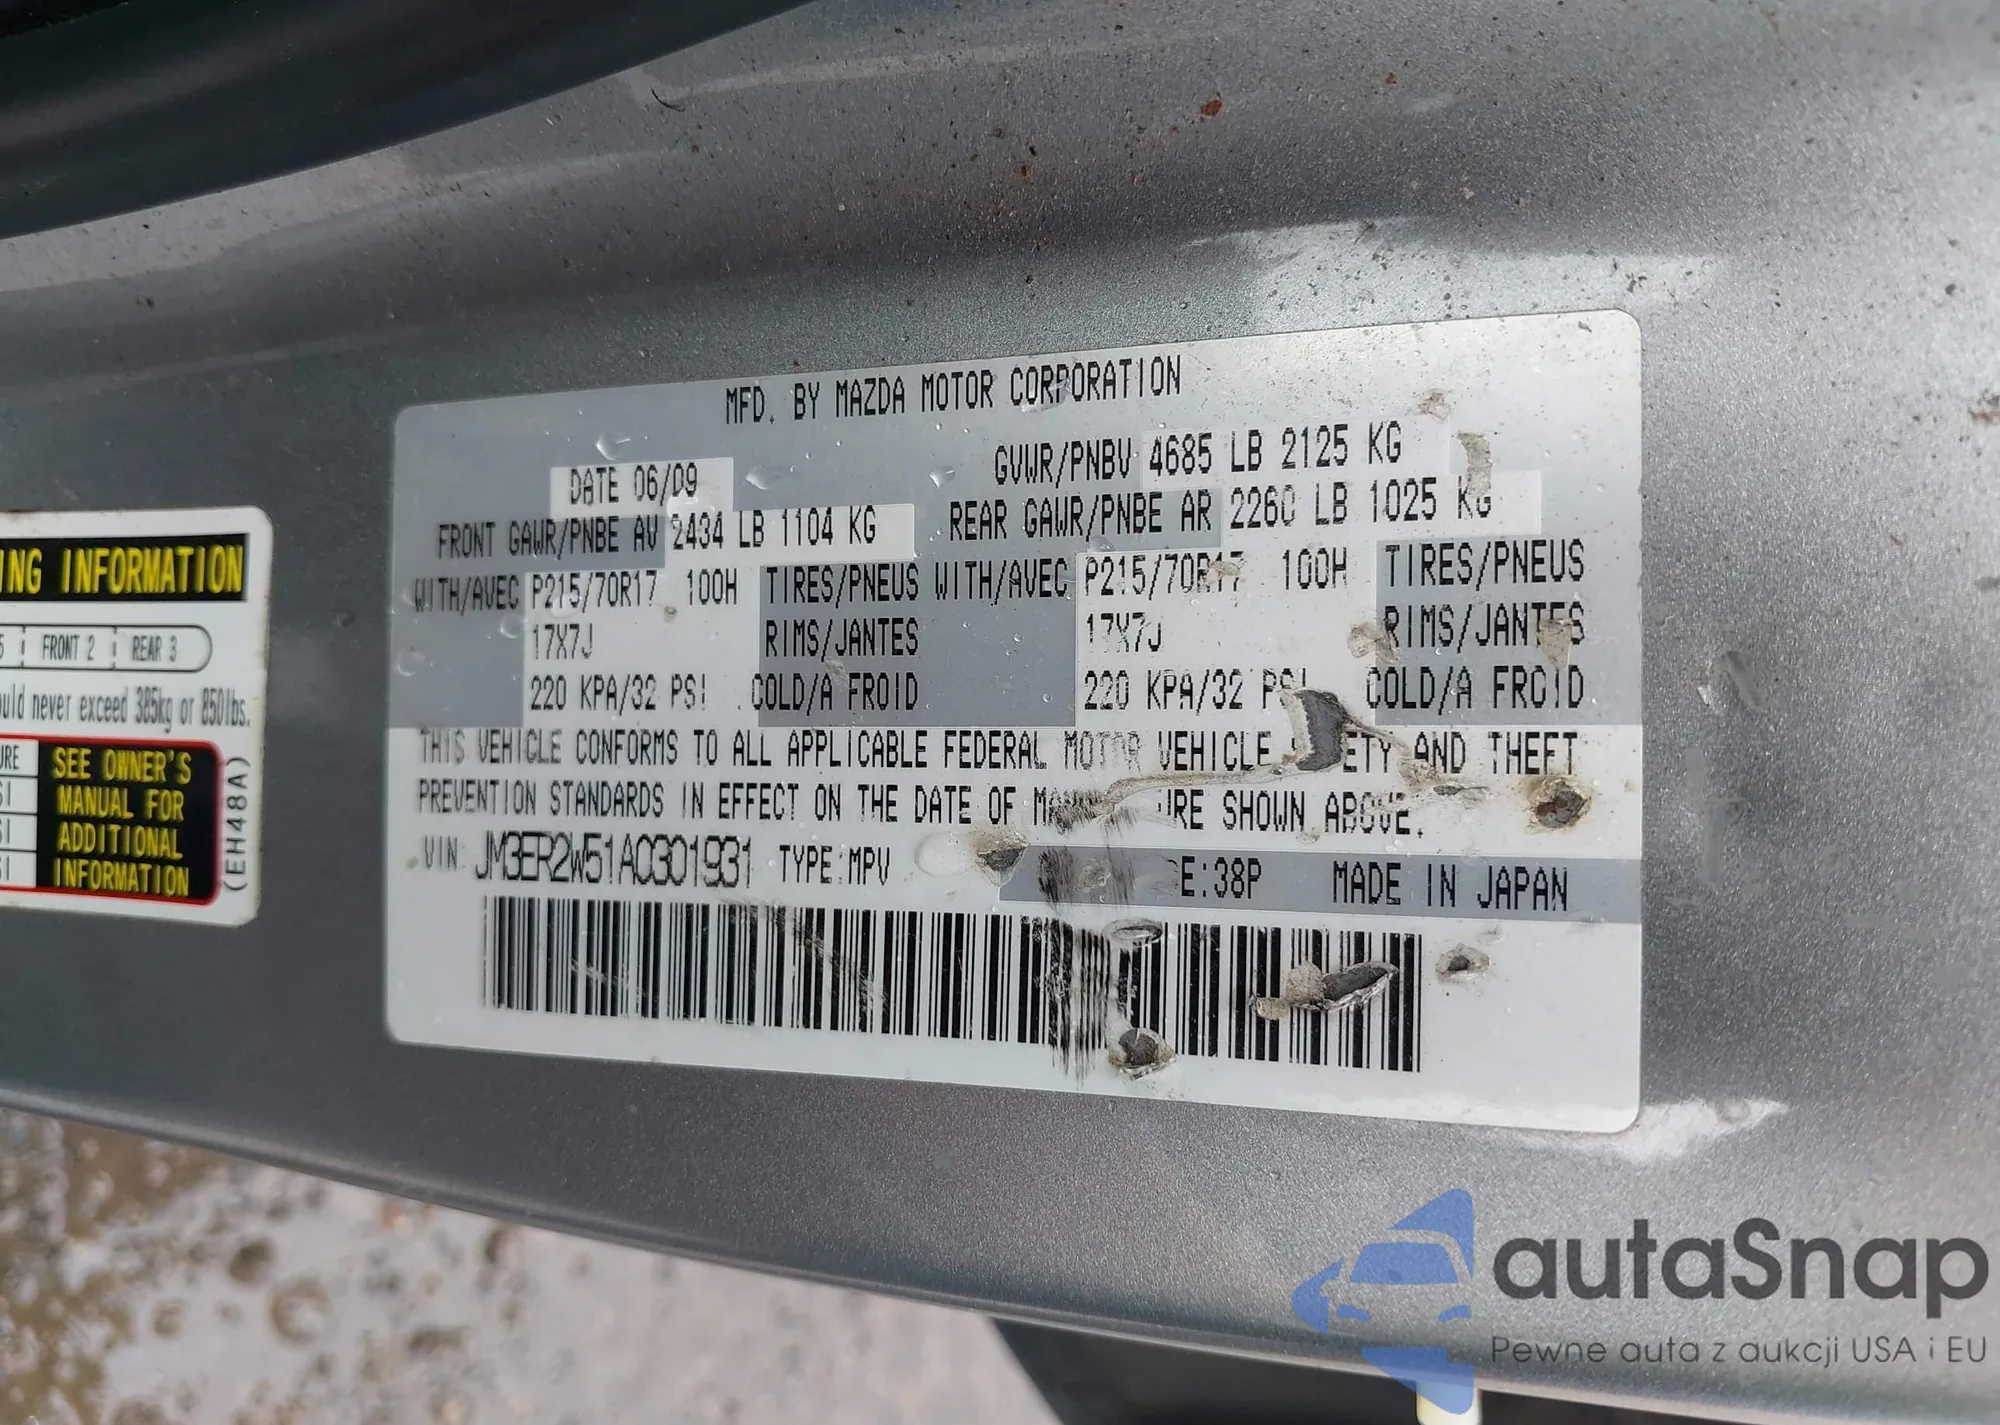 MFD. BY MAZDA MOTOR CORPORATION
DATE 06/09
GVWR/PNBV 4685 LB 2125 KG
FRONT GAWR/PNBE AV 2434 LB 1104 KG
REAR GAWR/PNBE AR 2260 LB 1025 KG
WITH/AVEC P215/70R17 100H TIRES/PNEUS WITH/AVEC P215/70R17 100H TIRES/PNEUS
17X7J RIMS/JANTES 17X7J RIMS/JANTES
220 KPA/32 PSI COLD/A FROID 220 KPA/32 PSI COLD/A FROID
THIS VEHICLE CONFORMS TO ALL APPLICABLE FEDERAL MOTOR VEHICLE AND THEFT
PREVENTION STANDARDS IN EFFECT ON THE DATE OF SHOWN ABOVE.
VIN: JM3ER2W51A0301931 TYPE:MPV E:38P MADE IN JAPAN
ING INFORMATION
5 FRONT 2 REAR 3
uld never exceed 385kg or 850lbs.
SEE OWNER'S
MANUAL FOR
ADDITIONAL
INFORMATION
(EH48A)
autaSnap
Pewne auta z aukcji USA i EU